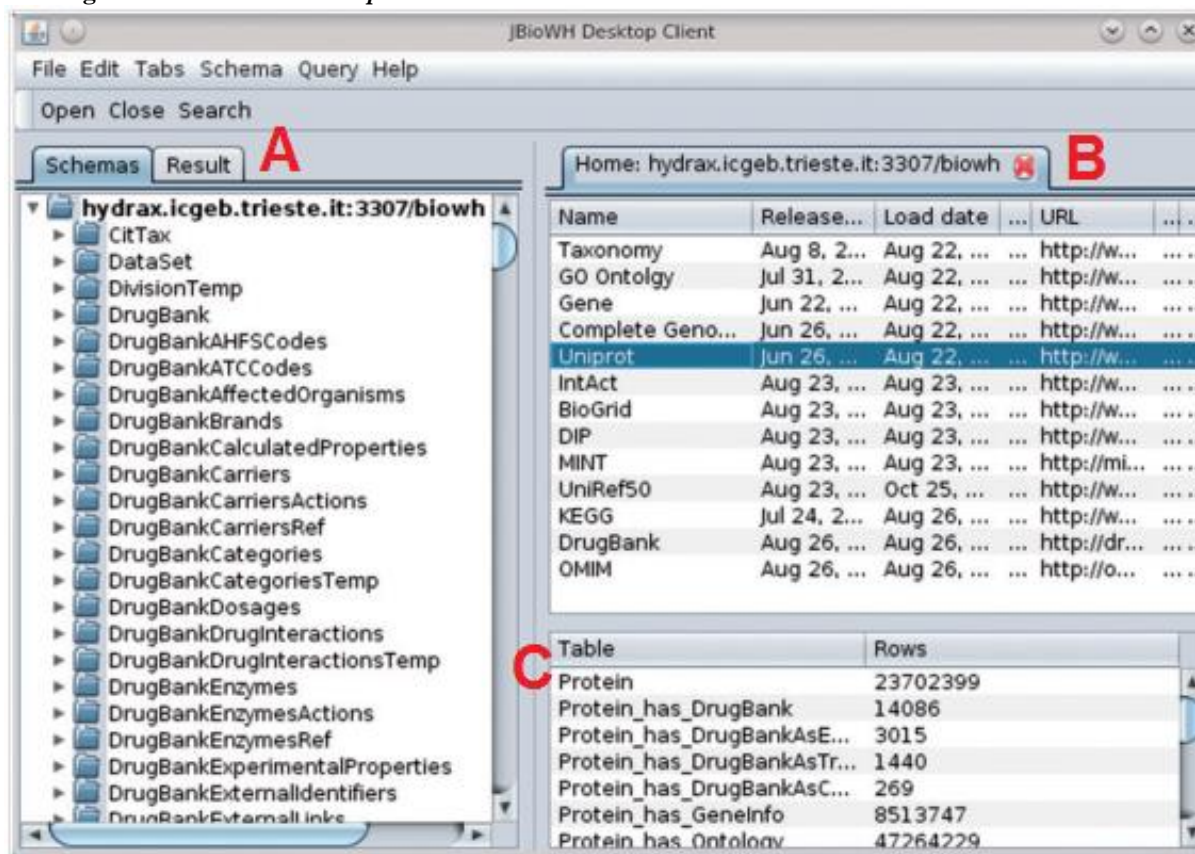 JBioWH Desktop Client
File Edit Tabs Schema Query Help
Open Close Search
Schemas Result A
hydrax.icgeb.trieste.it:3307/biowh
CitTax
DataSet
DivisionTemp
DrugBank
DrugBankAHFSCodes
DrugBankATCCodes
DrugBankAffectedOrganisms
DrugBankBrands
DrugBankCalculatedProperties
DrugBankCarriers
DrugBankCarriersActions
DrugBankCarriersRef
DrugBankCategories
DrugBankCategoriesTemp
DrugBankDosages
DrugBankDrugInteractions
DrugBankDrugInteractionsTemp
DrugBankEnzymes
DrugBankEnzymesActions
DrugBankEnzymesRef
DrugBankExperimentalProperties
DrugBankExternalIdentifiers
DrugBankExternalLinks
Home: hydrax.icgeb.trieste.it:3307/biowh B
Name Release... Load date ... URL ... .
Taxonomy Aug 8, 2... Aug 22, ... ... http://w... ... .
GO Ontolgy Jul 31, 2... Aug 22, ... ... http://w... ... .
Gene Jun 22, ... Aug 22, ... ... http://w... ... .
Complete Geno... Jun 26, ... Aug 22, ... ... http://w... ... .
Uniprot Jun 26, ... Aug 22, ... ... http://w... ... .
IntAct Aug 23, ... Aug 23, ... ... http://w... ... .
BioGrid Aug 23, ... Aug 23, ... ... http://w... ... .
DIP Aug 23, ... Aug 23, ... ... http://w... ... .
MINT Aug 23, ... Aug 23, ... ... http://mi... ... .
UniRef50 Aug 23, ... Oct 25, ... ... http://w... ... .
KEGG Jul 24, 2... Aug 26, ... ... http://w... ... .
DrugBank Aug 26, ... Aug 26, ... ... http://dr... ... .
OMIM Aug 26, ... Aug 26, ... ... http://o... ... .
C
Table Rows
Protein 23702399
Protein_has_DrugBank 14086
Protein_has_DrugBankAsE... 3015
Protein_has_DrugBankAsTr... 1440
Protein_has_DrugBankAsC... 269
Protein_has_GeneInfo 8513747
Protein_has_Ontology 47264229